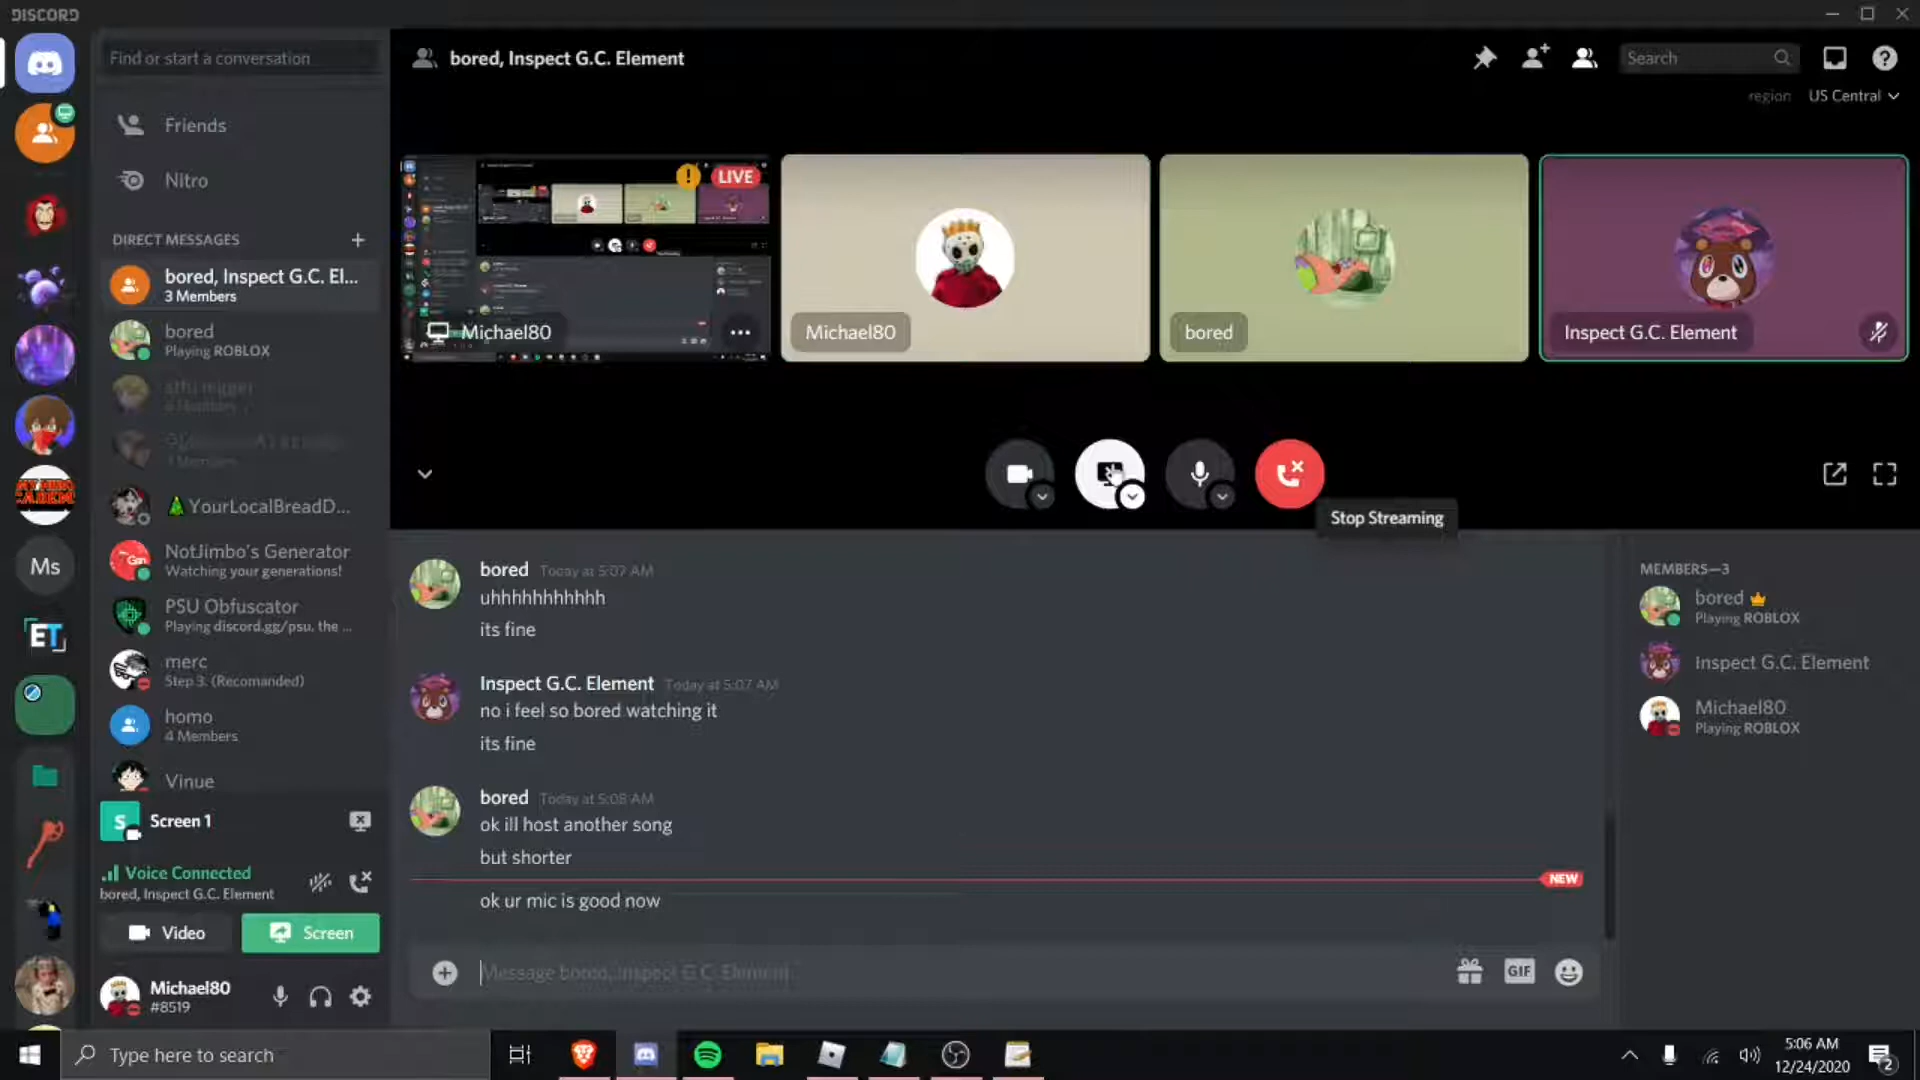 DISCORD
Find or start a conversation
bored, Inspect G.C. Element
Search
region US Central
Friends
Nitro
DIRECT MESSAGES
bored, Inspect G.C. El...
3 Members
bored
Playing ROBLOX
stfu nigger
YourLocalBreadD...
NotJimbo's Generator
Watching your generations!
PSU Obfuscator
Playing discord.gg/psu. the ...
merc
Step 3. (Recomanded)
homo
4 Members
Vinue
Ms
ET
S
Screen 1
Voice Connected
bored, Inspect G.C. Element
Video
Screen
Michael80
#8519
LIVE
Michael80
Michael80
bored
Inspect G.C. Element
Stop Streaming
bored Today at 5:07 AM
uhhhhhhhhhhh
its fine
Inspect G.C. Element Today at 5:07 AM
no i feel so bored watching it
its fine
bored Today at 5:08 AM
ok ill host another song
but shorter
NEW
ok ur mic is good now
Message bored, Inspect G.C. Element
GIF
MEMBERS—3
bored
Playing ROBLOX
Inspect G.C. Element
Michael80
Playing ROBLOX
Type here to search
5:06 AM
12/24/2020
2